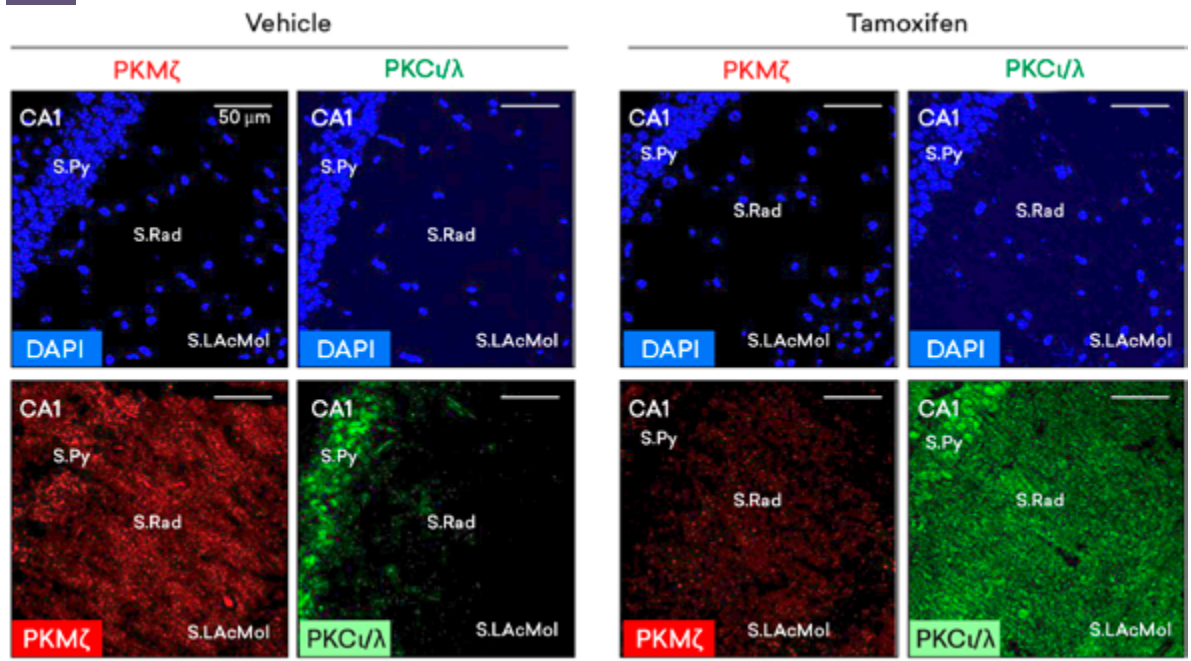 Vehicle
Tamoxifen
PKMζ
PKCι/λ
PKMζ
PKCι/λ
CA1
50 μm
S.Py
S.Rad
S.LAcMol
DAPI
CA1
S.Py
S.Rad
S.LAcMol
DAPI
CA1
S.Py
S.Rad
S.LAcMol
DAPI
CA1
S.Py
S.Rad
S.LAcMol
DAPI
CA1
S.Py
S.Rad
S.LAcMol
PKMζ
CA1
S.Py
S.Rad
S.LAcMol
PKCι/λ
CA1
S.Py
S.Rad
S.LAcMol
PKMζ
CA1
S.Py
S.Rad
S.LAcMol
PKCι/λ